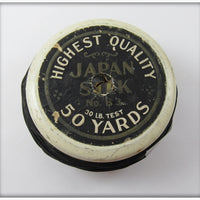 HIGHEST QUALITY
JAPAN
SILK
30 LB. TEST
50 YARDS